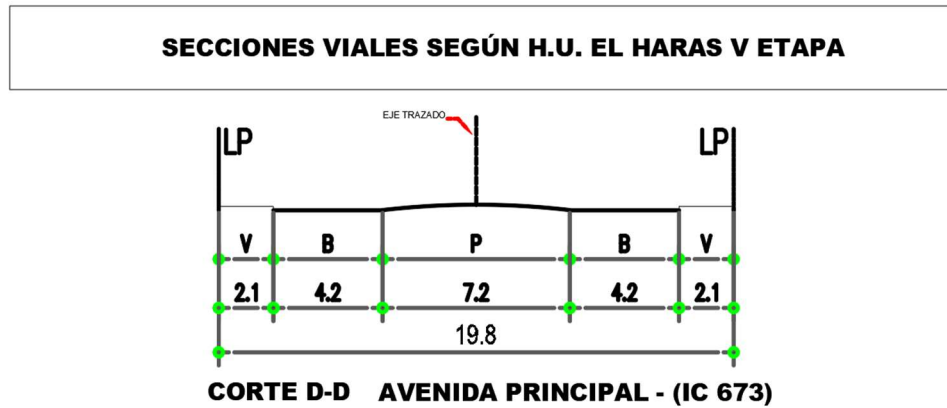 SECCIONES VIALES SEGÚN H.U. EL HARAS V ETAPA
EJE TRAZADO
LP LP
V B P B V
2.1 4.2 7.2 4.2 2.1
19.8
CORTE D-D AVENIDA PRINCIPAL - (IC 673)